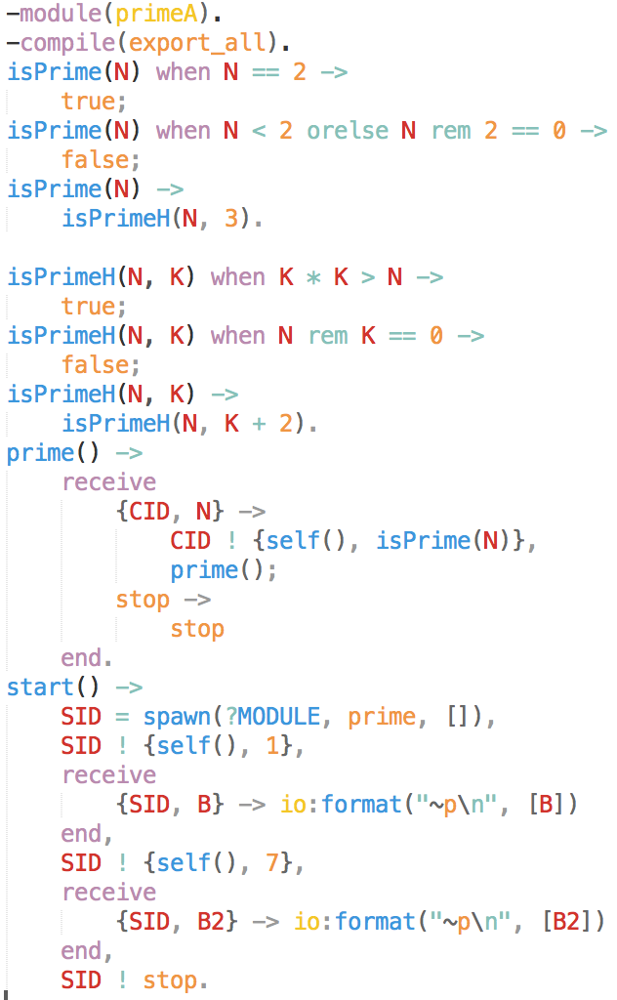 -module(primeA).
-compile(export_all).
isPrime(N) when N == 2 ->
    true;
isPrime(N) when N < 2 orelse N rem 2 == 0 ->
    false;
isPrime(N) ->
    isPrimeH(N, 3).

isPrimeH(N, K) when K * K > N ->
    true;
isPrimeH(N, K) when N rem K == 0 ->
    false;
isPrimeH(N, K) ->
    isPrimeH(N, K + 2).
prime() ->
    receive
        {CID, N} ->
            CID ! {self(), isPrime(N)},
            prime();
        stop ->
            stop
    end.
start() ->
    SID = spawn(?MODULE, prime, []),
    SID ! {self(), 1},
    receive
        {SID, B} -> io:format("~p\n", [B])
    end,
    SID ! {self(), 7},
    receive
        {SID, B2} -> io:format("~p\n", [B2])
    end,
    SID ! stop.